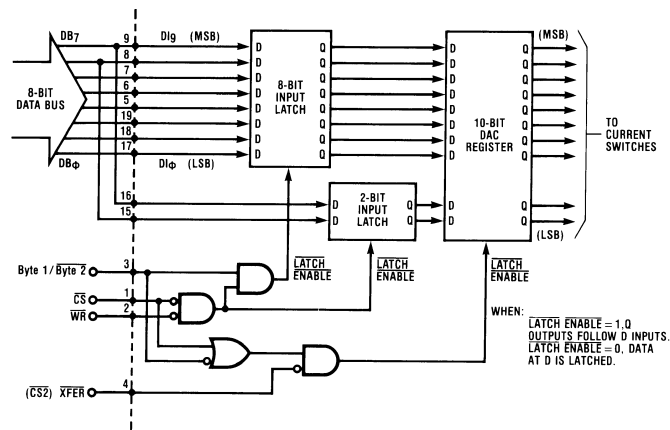 DB7 9 DI9 (MSB)
8
7
6
5
19
18
DBΦ 17 DIΦ (LSB)
8-BIT
DATA BUS
D Q
D Q
D Q
D Q
D Q
D Q
D Q
D Q
8-BIT
INPUT
LATCH
D Q (MSB)
D Q
D Q
D Q
D Q
D Q
D Q
D Q
10-BIT
DAC
REGISTER
TO
CURRENT
SWITCHES
16
15
D Q
D Q
2-BIT
INPUT
LATCH
D Q
D Q
(LSB)
LATCH
ENABLE
LATCH
ENABLE
LATCH
ENABLE
Byte 1/Byte 2 3
CS 1
WR 2
(CS2) XFER 4
WHEN:
LATCH ENABLE = 1,Q
OUTPUTS FOLLOW D INPUTS.
LATCH ENABLE = 0, DATA
AT D IS LATCHED.